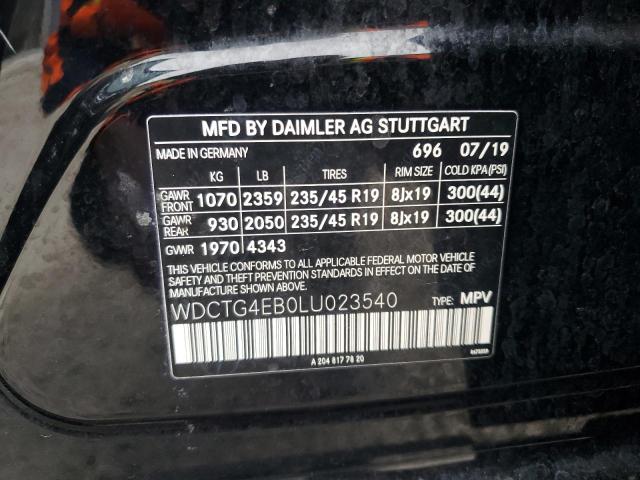 MFD BY DAIMLER AG STUTTGART
MADE IN GERMANY 696 07/19
KG LB TIRES RIM SIZE COLD KPA(PSI)
GAWR FRONT 1070 2359 235/45 R19 8Jx19 300(44)
GAWR REAR 930 2050 235/45 R19 8Jx19 300(44)
GVWR 1970 4343
THIS VEHICLE CONFORMS TO ALL APPLICABLE FEDERAL MOTOR VEHICLE
SAFETY AND THEFT PREVENTION STANDARDS IN EFFECT ON THE DATE OF
MANUFACTURE SHOWN ABOVE.
WDCTG4EB0LU023540 TYPE: MPV
A 204 817 78 20